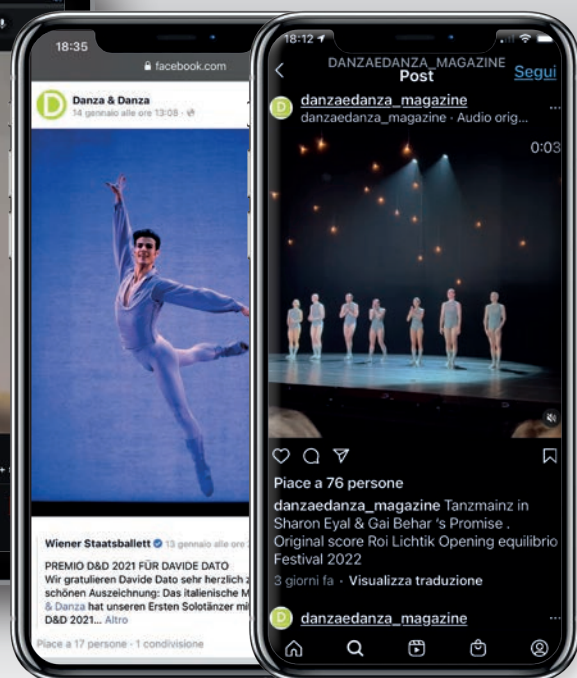 18:35
facebook.com
Danza & Danza
14 gennaio alle ore 13:08
Wiener Staatsballett 13 gennaio alle ore
PREMIO D&D 2021 FÜR DAVIDE DATO
Wir gratulieren Davide Dato sehr herzlich
schönen Auszeichnung: Das italienische
& Danza hat unseren Ersten Solotänzer
D&D 2021... Altro
Piace a 17 persone · 1 condivisione
18:12
DANZAEDANZA_MAGAZINE
Post
Segui
danzaedanza_magazine
danzaedanza_magazine · Audio orig...
0:03
Piace a 76 persone
danzaedanza_magazine Tanzmainz in
Sharon Eyal & Gai Behar 's Promise .
Original score Roi Lichtik Opening equilibrio
Festival 2022
3 giorni fa · Visualizza traduzione
danzaedanza_magazine